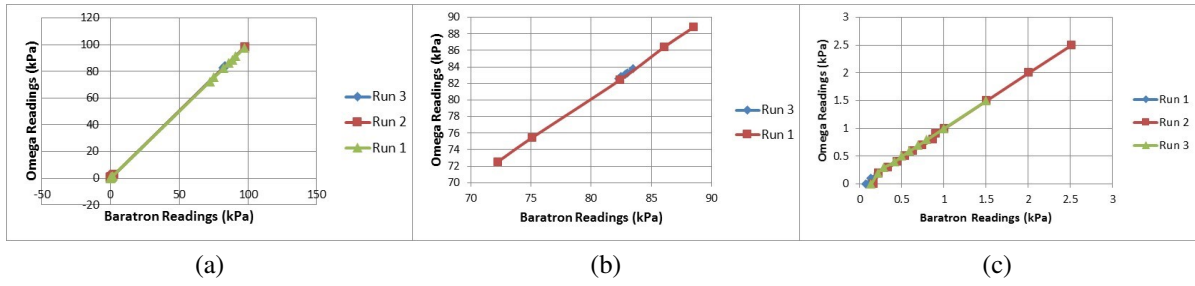 Omega Readings (kPa)
120
100
80
60
40
20
0
-20
-50 0 50 100 150
Baratron Readings (kPa)
Run 3
Run 2
Run 1
(a)
Omega Readings (kPa)
90
88
86
84
82
80
78
76
74
72
70
70 75 80 85 90
Baratron Readings (kPa)
Run 3
Run 1
(b)
Omega Readings (kPa)
3
2.5
2
1.5
1
0.5
0
0 0.5 1 1.5 2 2.5 3
Baratron Readings (kPa)
Run 1
Run 2
Run 3
(c)